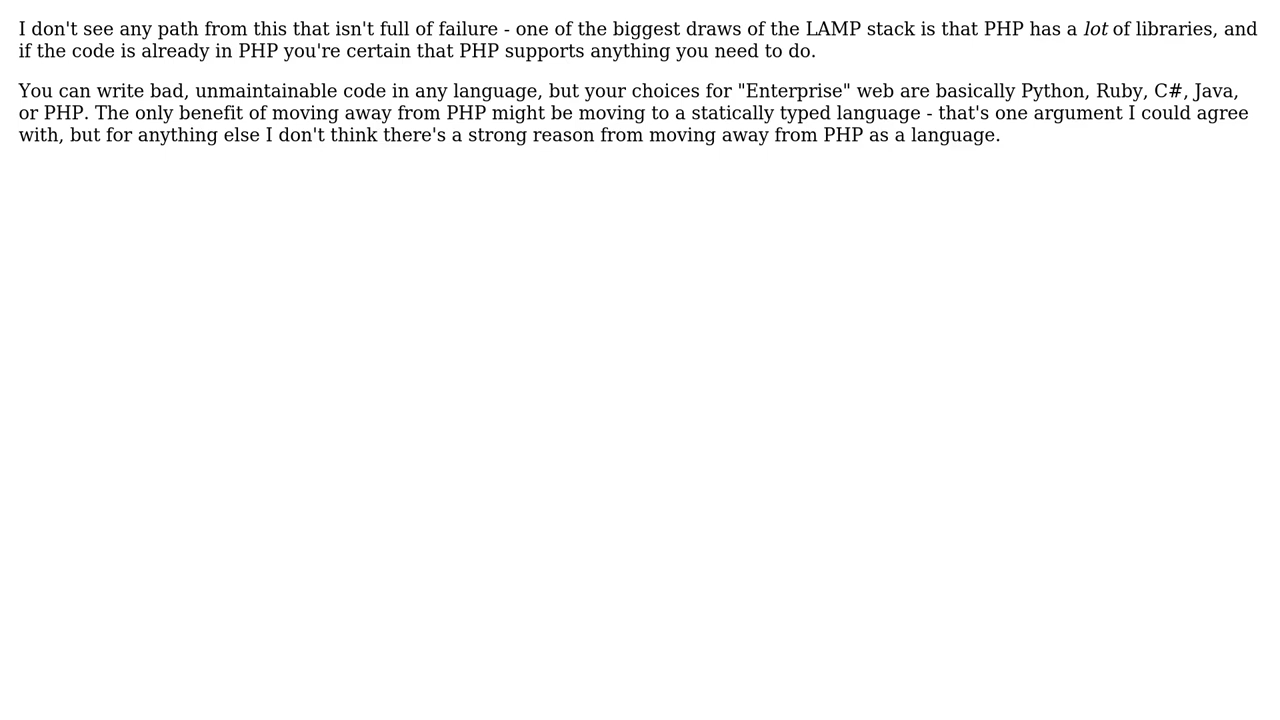 I don't see any path from this that isn't full of failure - one of the biggest draws of the LAMP stack is that PHP has a lot of libraries, and
if the code is already in PHP you're certain that PHP supports anything you need to do.
You can write bad, unmaintainable code in any language, but your choices for "Enterprise" web are basically Python, Ruby, C#, Java,
or PHP. The only benefit of moving away from PHP might be moving to a statically typed language - that's one argument I could agree
with, but for anything else I don't think there's a strong reason from moving away from PHP as a language.